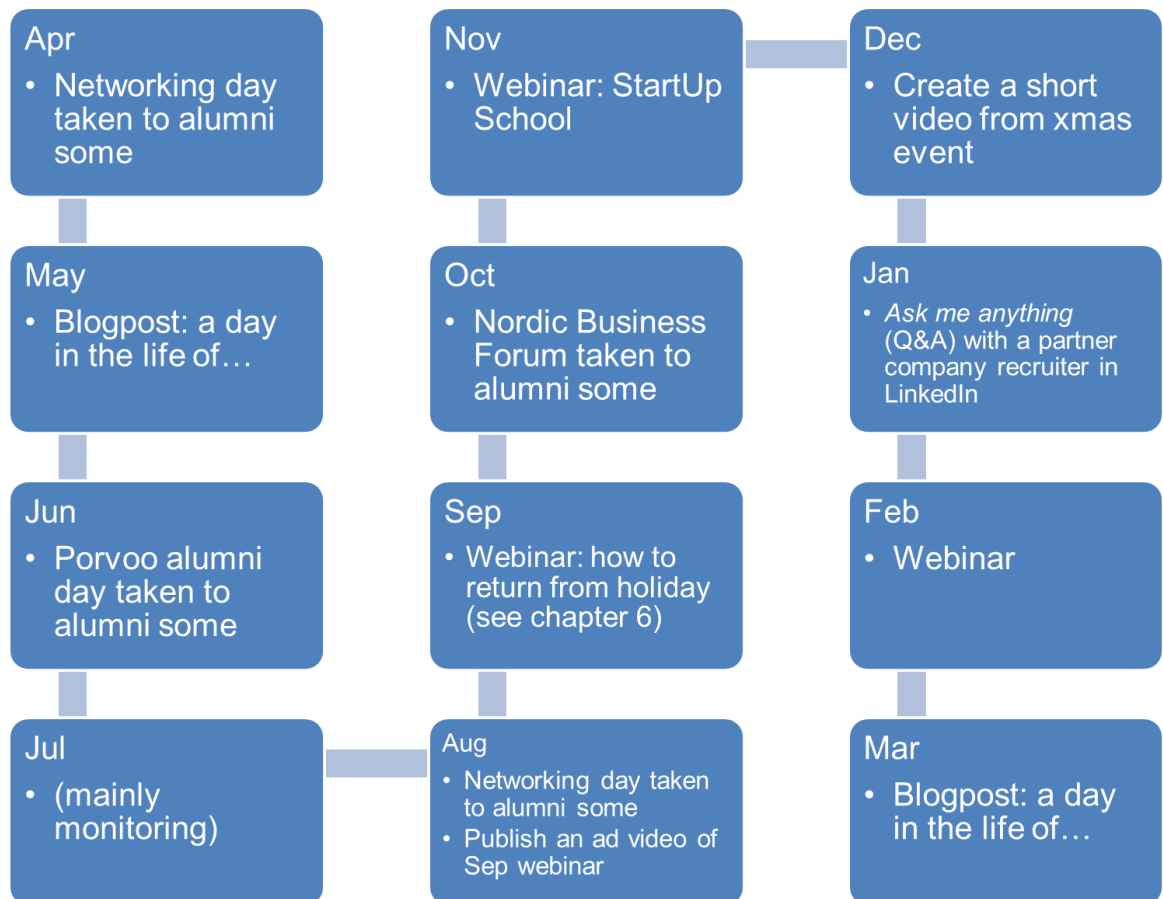 Apr
• Networking day
taken to alumni
some
May
• Blogpost: a day
in the life of…
Jun
• Porvoo alumni
day taken to
alumni some
Jul
• (mainly
monitoring)
Aug
• Networking day taken
to alumni some
• Publish an ad video of
Sep webinar
Sep
• Webinar: how to
return from holiday
(see chapter 6)
Oct
• Nordic Business
Forum taken to
alumni some
Nov
• Webinar: StartUp
School
Dec
• Create a short
video from xmas
event
Jan
• Ask me anything
(Q&A) with a partner
company recruiter in
LinkedIn
Feb
• Webinar
Mar
• Blogpost: a day
in the life of…